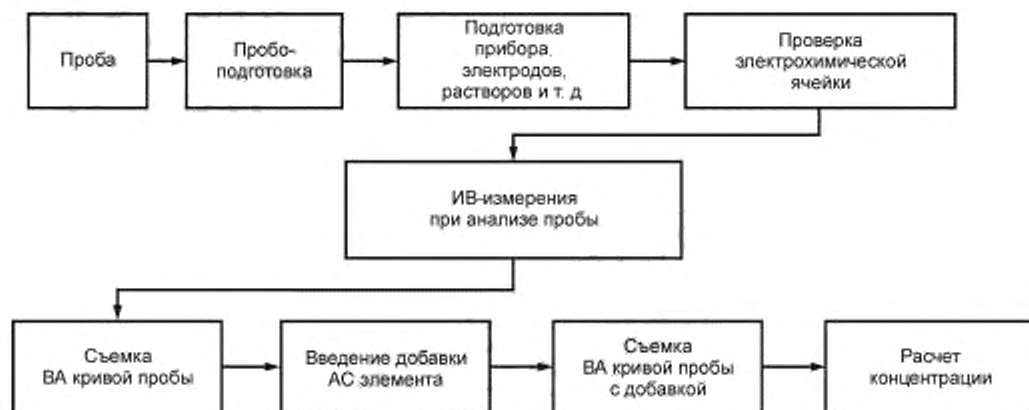 Проба
Пробо-
подготовка
Подготовка
прибора,
электродов,
растворов и т. д
Проверка
электрохимической
ячейки
ИВ-измерения
при анализе пробы
Съемка
ВА кривой пробы
Введение добавки
АС элемента
Съемка
ВА кривой пробы
с добавкой
Расчет
концентрации